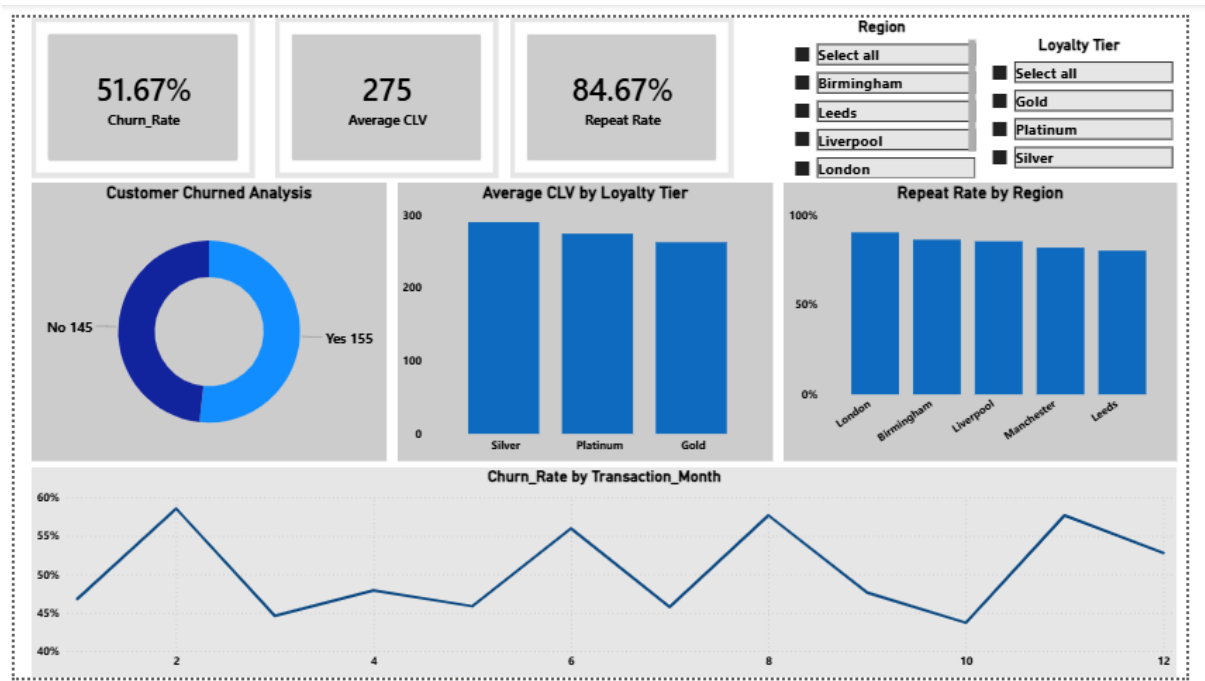 51.67%
Churn_Rate
275
Average CLV
84.67%
Repeat Rate
Region
Select all
Birmingham
Leeds
Liverpool
London
Loyalty Tier
Select all
Gold
Platinum
Silver
Customer Churned Analysis
No 145
Yes 155
Average CLV by Loyalty Tier
300
200
100
0
Silver Platinum Gold
Repeat Rate by Region
100%
50%
0%
London Birmingham Liverpool Manchester Leeds
Churn_Rate by Transaction_Month
60%
55%
50%
45%
40%
2 4 6 8 10 12